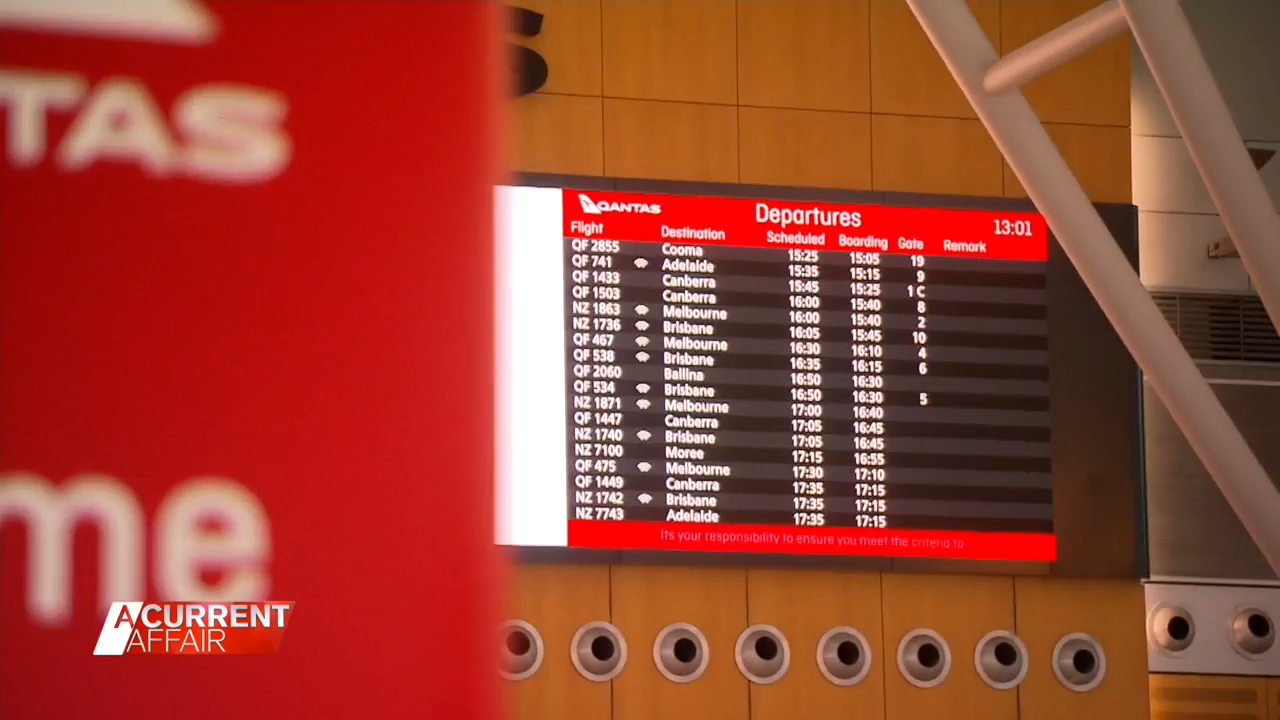 TAS
me
S
QANTAS Departures 13:01
Flight Destination Scheduled Boarding Gate Remark
QF 2855 Cooma 15:25 15:05 19
QF 741 Adelaide 15:35 15:15 9
QF 1433 Canberra 15:45 15:25 1 C
QF 1503 Canberra 16:00 15:40 8
NZ 1863 Melbourne 16:00 15:40 2
NZ 1736 Brisbane 16:05 15:45 10
QF 467 Melbourne 16:30 16:10 4
QF 538 Brisbane 16:35 16:15 6
QF 2060 Ballina 16:50 16:30
QF 534 Brisbane 16:50 16:30 5
NZ 1871 Melbourne 17:00 16:40
QF 1447 Canberra 17:05 16:45
NZ 1740 Brisbane 17:05 16:45
NZ 7100 Moree 17:15 16:55
QF 475 Melbourne 17:30 17:10
QF 1449 Canberra 17:35 17:15
NZ 1742 Brisbane 17:35 17:15
NZ 7743 Adelaide 17:35 17:15
Its your responsibility to ensure you meet the criteria to
A CURRENT
AFFAIR